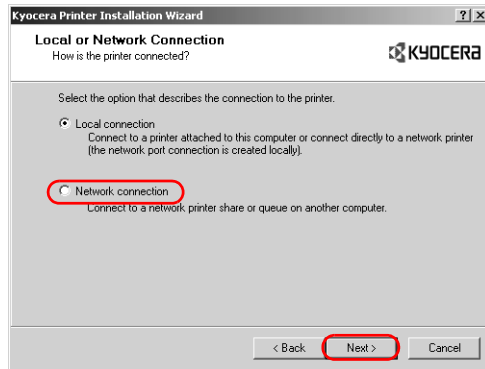 Kyocera Printer Installation Wizard
Local or Network Connection
How is the printer connected?
KYOCERA
Select the option that describes the connection to the printer.
Local connection
Connect to a printer attached to this computer or connect directly to a network printer
(the network port connection is created locally).
Network connection
Connect to a network printer share or queue on another computer.
< Back Next > Cancel